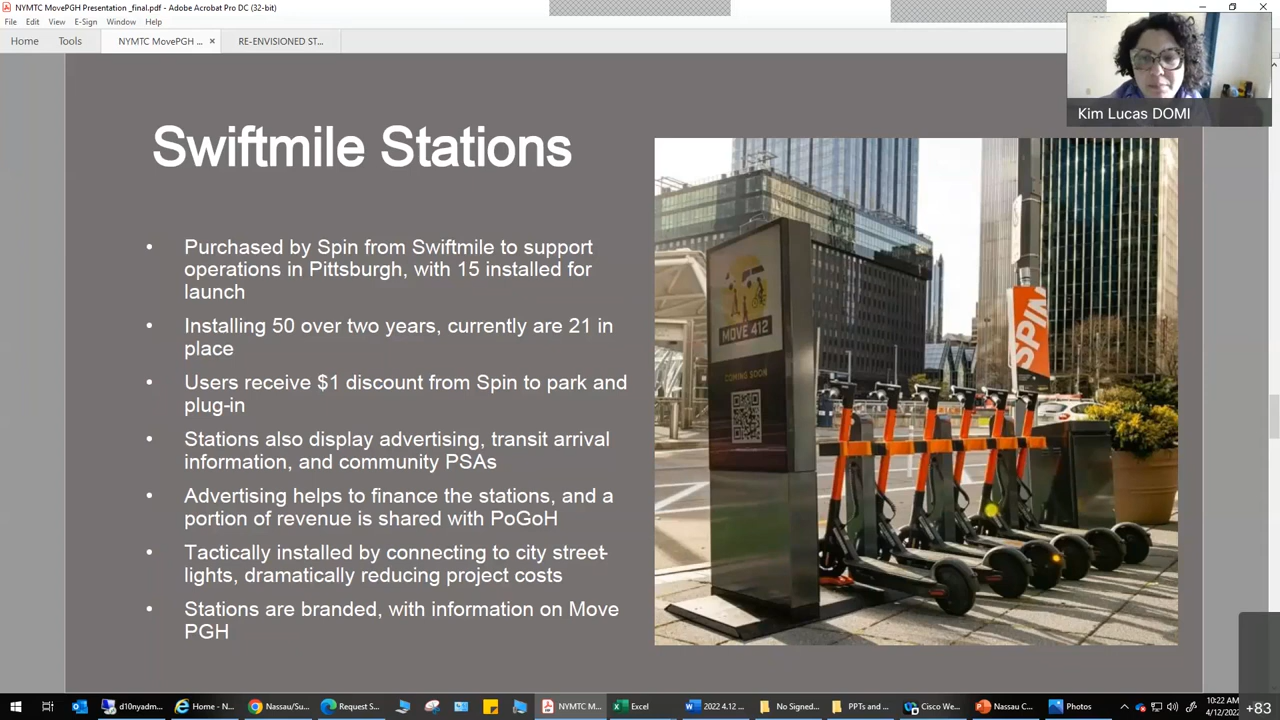 NYMTC MovePGH Presentation _final.pdf - Adobe Acrobat Pro DC (32-bit)
File Edit View E-Sign Window Help
Home Tools NYMTC MovePGH ... × RE-ENVISIONED ST...
Kim Lucas DOMI
Swiftmile Stations
• Purchased by Spin from Swiftmile to support
operations in Pittsburgh, with 15 installed for
launch
• Installing 50 over two years, currently are 21 in
place
• Users receive $1 discount from Spin to park and
plug-in
• Stations also display advertising, transit arrival
information, and community PSAs
• Advertising helps to finance the stations, and a
portion of revenue is shared with PoGoH
• Tactically installed by connecting to city street-
lights, dramatically reducing project costs
• Stations are branded, with information on Move
PGH
MOVE 412
COMING SOON
SPIN
d10nyadm... Home - N... Nassau/Su... Request S... NYMTC M... Excel 2022 4.12 ... No Signed... PPTs and ... Cisco We... Nassau C... Photos
10:22 AM
4/12/202
+83